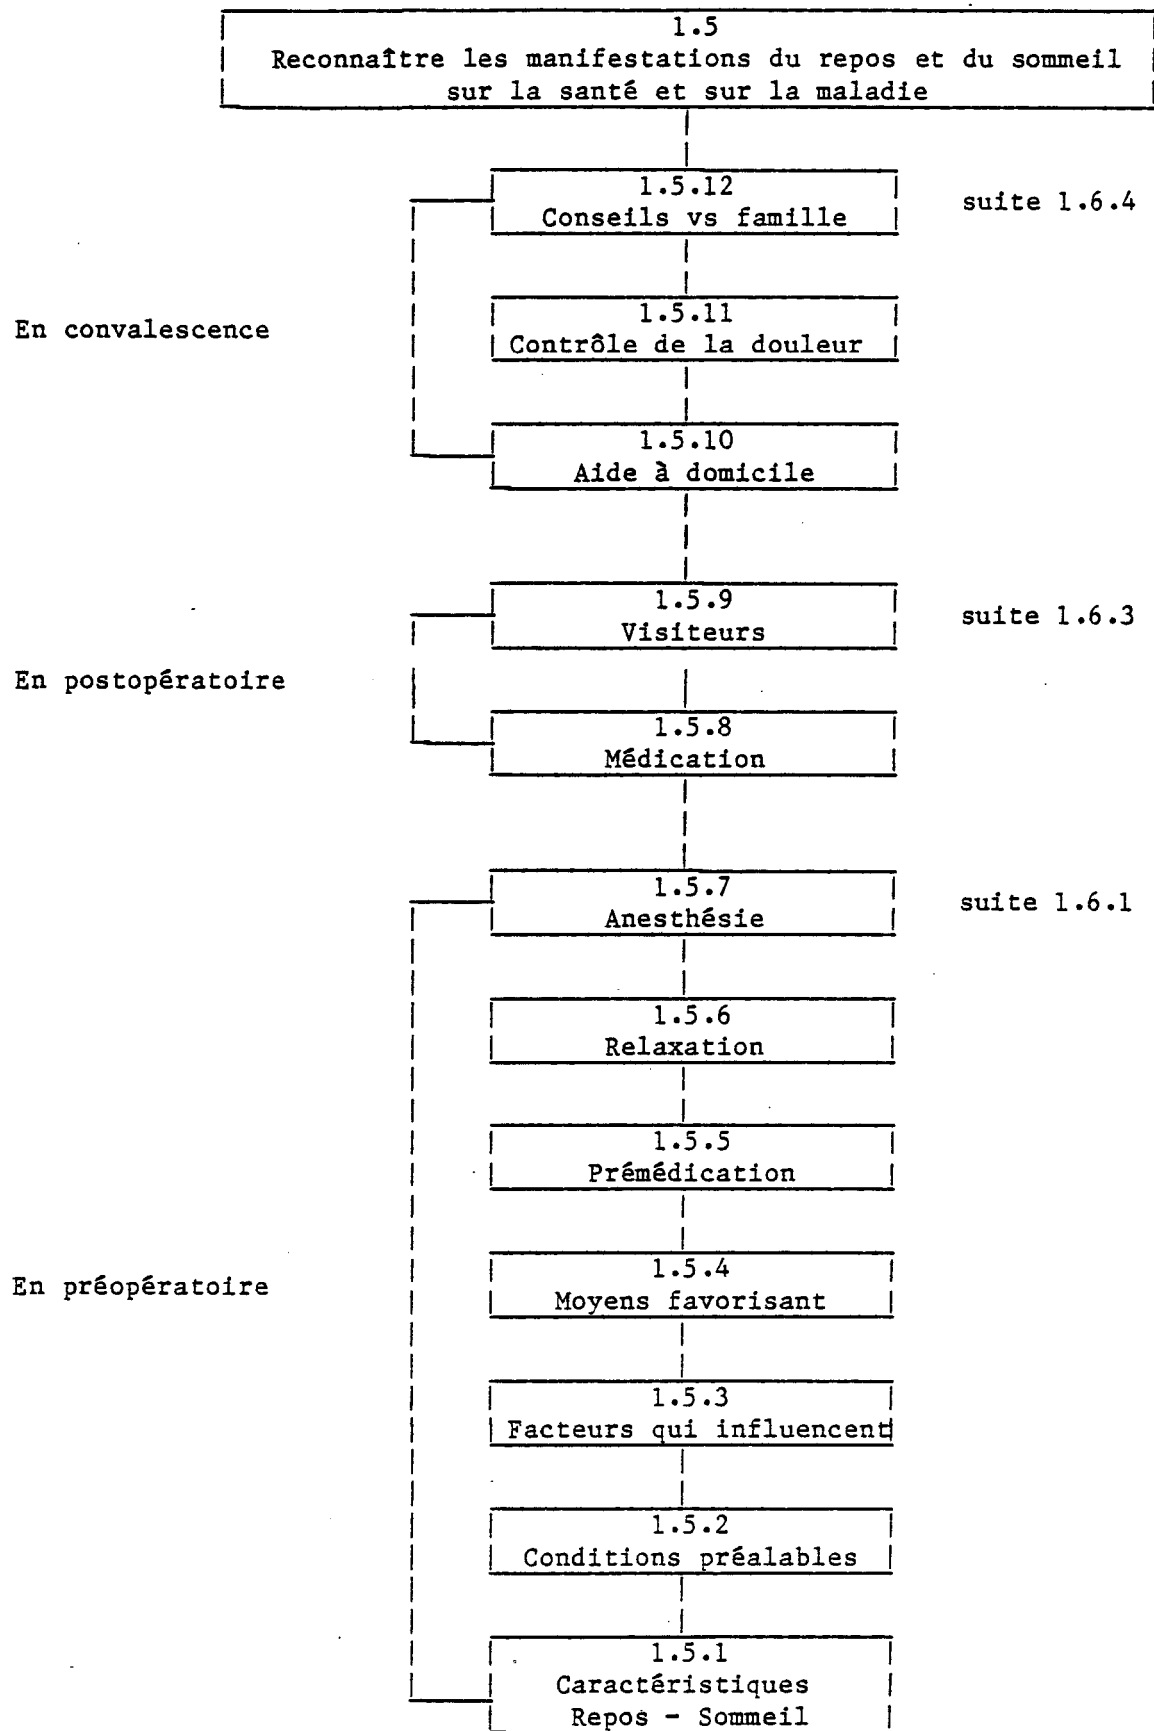 1.5
Reconnaître les manifestations du repos et du sommeil
sur la santé et sur la maladie
1.5.12
Conseils vs famille
suite 1.6.4
En convalescence
1.5.11
Contrôle de la douleur
1.5.10
Aide à domicile
1.5.9
Visiteurs
suite 1.6.3
En postopératoire
1.5.8
Médication
1.5.7
Anesthésie
suite 1.6.1
1.5.6
Relaxation
1.5.5
Prémédication
1.5.4
Moyens favorisant
En préopératoire
1.5.3
Facteurs qui influencent
1.5.2
Conditions préalables
1.5.1
Caractéristiques
Repos - Sommeil